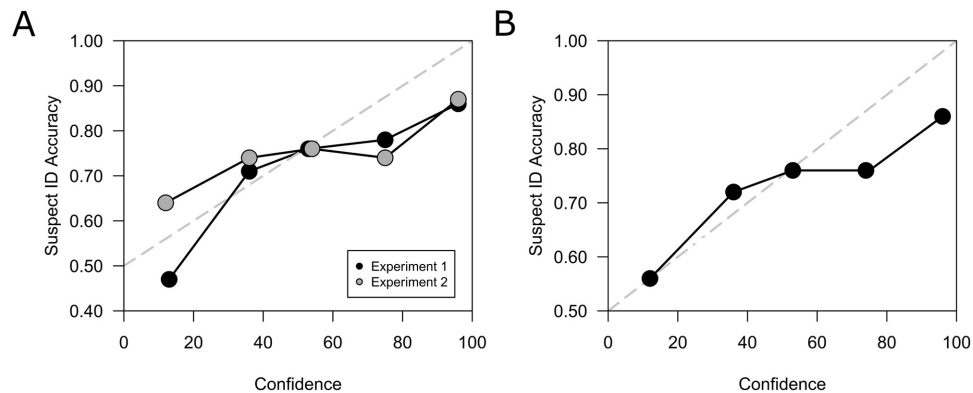 A
1.00
0.90
0.80
0.70
0.60
0.50
0.40
Suspect ID Accuracy
Experiment 1
Experiment 2
0 20 40 60 80 100
Confidence
B
1.00
0.90
0.80
0.70
0.60
0.50
Suspect ID Accuracy
0 20 40 60 80 100
Confidence